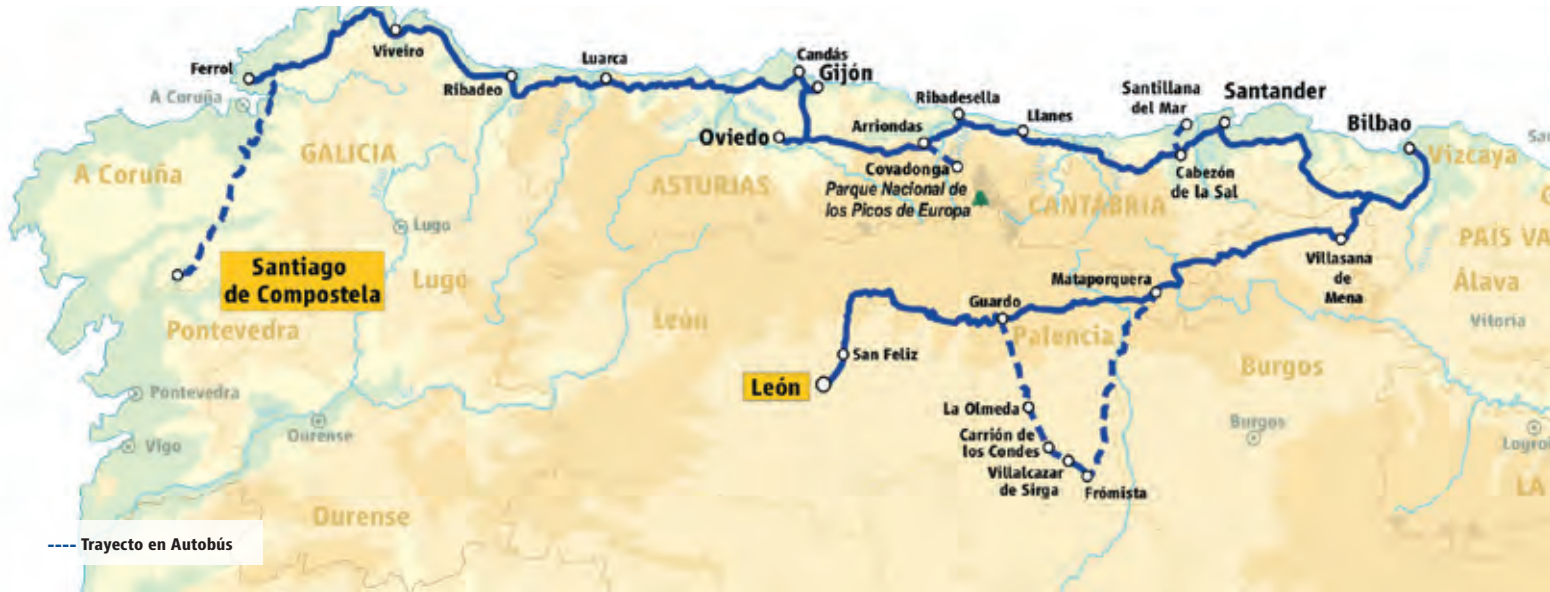 Ferrol
Viveiro
Ribadeo
Luarca
Candás
Gijón
Oviedo
Ribadesella
Arriondas
Llanes
Covadonga
Parque Nacional de
los Picos de Europa
Santillana
del Mar
Santander
Cabezón
de la Sal
Bilbao
Vizcaya
A Coruña
GALICIA
A Coruña
ASTURIAS
CANTABRIA
Lugo
Lugo
Santiago
de Compostela
Pontevedra
León
Mataporquera
Villasana
de
Mena
PAÍS VA
Álava
Vitoria
Guardo
Palencia
San Feliz
León
Burgos
Burgos
La Olmeda
Carrión de
los Condes
Villalcazar
de Sirga
Frómista
Pontevedra
Vigo
Ourense
Ourense
Logroñ
LA
---- Trayecto en Autobús